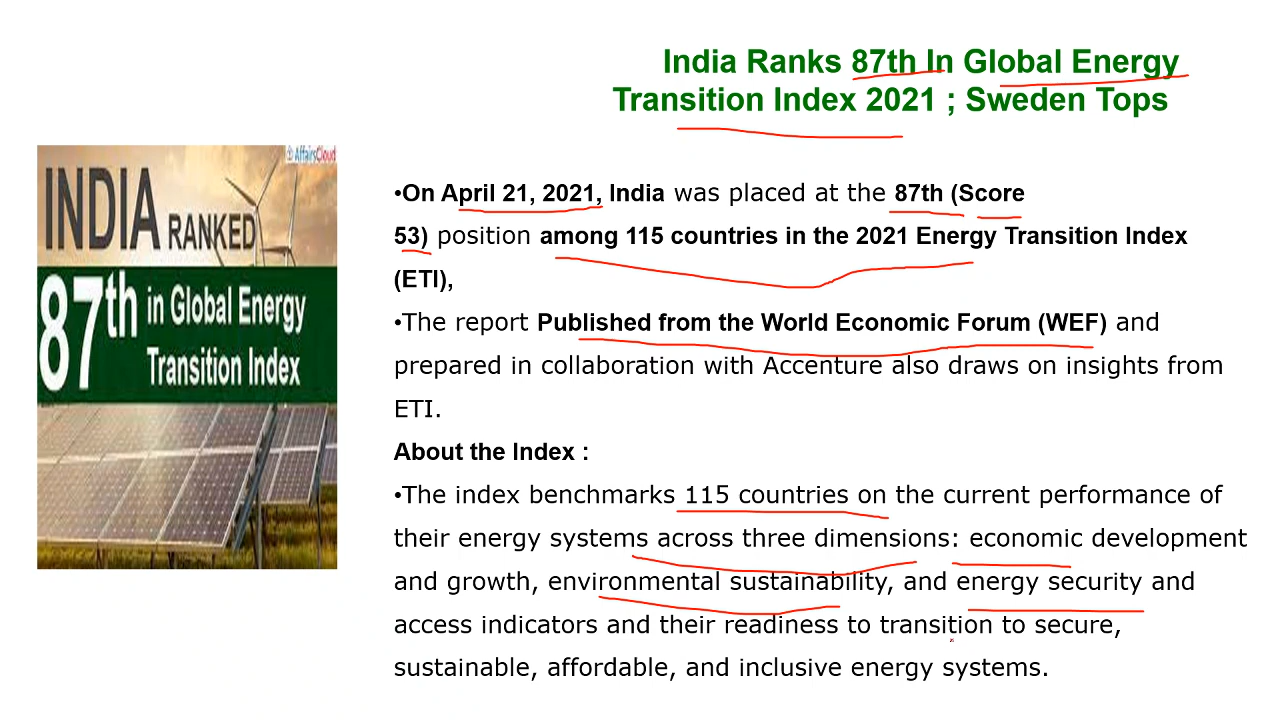 India Ranks 87th In Global Energy
Transition Index 2021 ; Sweden Tops
AffairsCloud
INDIA RANKED
87th in Global Energy
Transition Index
•On April 21, 2021, India was placed at the 87th (Score
53) position among 115 countries in the 2021 Energy Transition Index
(ETI),
•The report Published from the World Economic Forum (WEF) and
prepared in collaboration with Accenture also draws on insights from
ETI.
About the Index :
•The index benchmarks 115 countries on the current performance of
their energy systems across three dimensions: economic development
and growth, environmental sustainability, and energy security and
access indicators and their readiness to transition to secure,
sustainable, affordable, and inclusive energy systems.